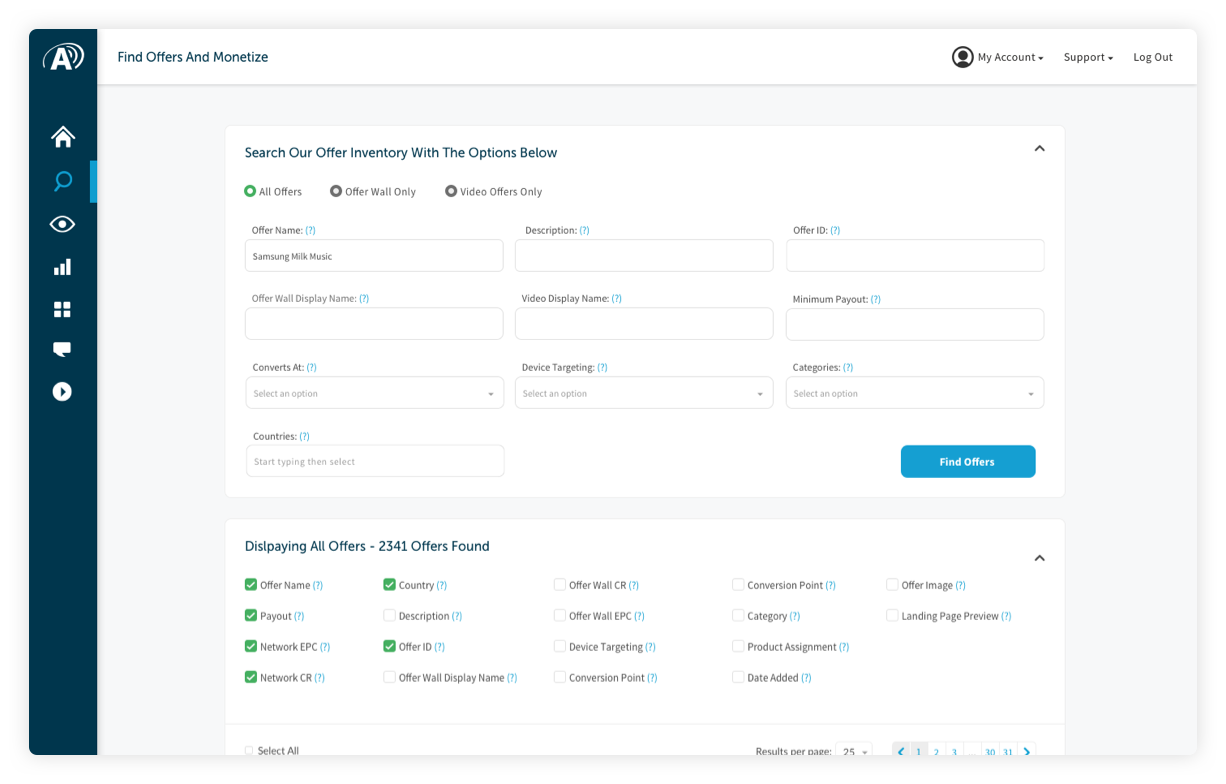 Find Offers And Monetize
My Account
Support
Log Out
Search Our Offer Inventory With The Options Below
All Offers
Offer Wall Only
Video Offers Only
Offer Name: (?)
Description: (?)
Offer ID: (?)
Samsung Milk Music
Offer Wall Display Name: (?)
Video Display Name: (?)
Minimum Payout: (?)
Converts At: (?)
Device Targeting: (?)
Categories: (?)
Select an option
Select an option
Select an option
Countries: (?)
Start typing then select
Find Offers
Dislpaying All Offers - 2341 Offers Found
Offer Name (?)
Country (?)
Offer Wall CR (?)
Conversion Point (?)
Offer Image (?)
Payout (?)
Description (?)
Offer Wall EPC (?)
Category (?)
Landing Page Preview (?)
Network EPC (?)
Offer ID (?)
Device Targeting (?)
Product Assignment (?)
Network CR (?)
Offer Wall Display Name (?)
Conversion Point (?)
Date Added (?)
Select All
Results per page: 25
1 2 3 ... 30 31